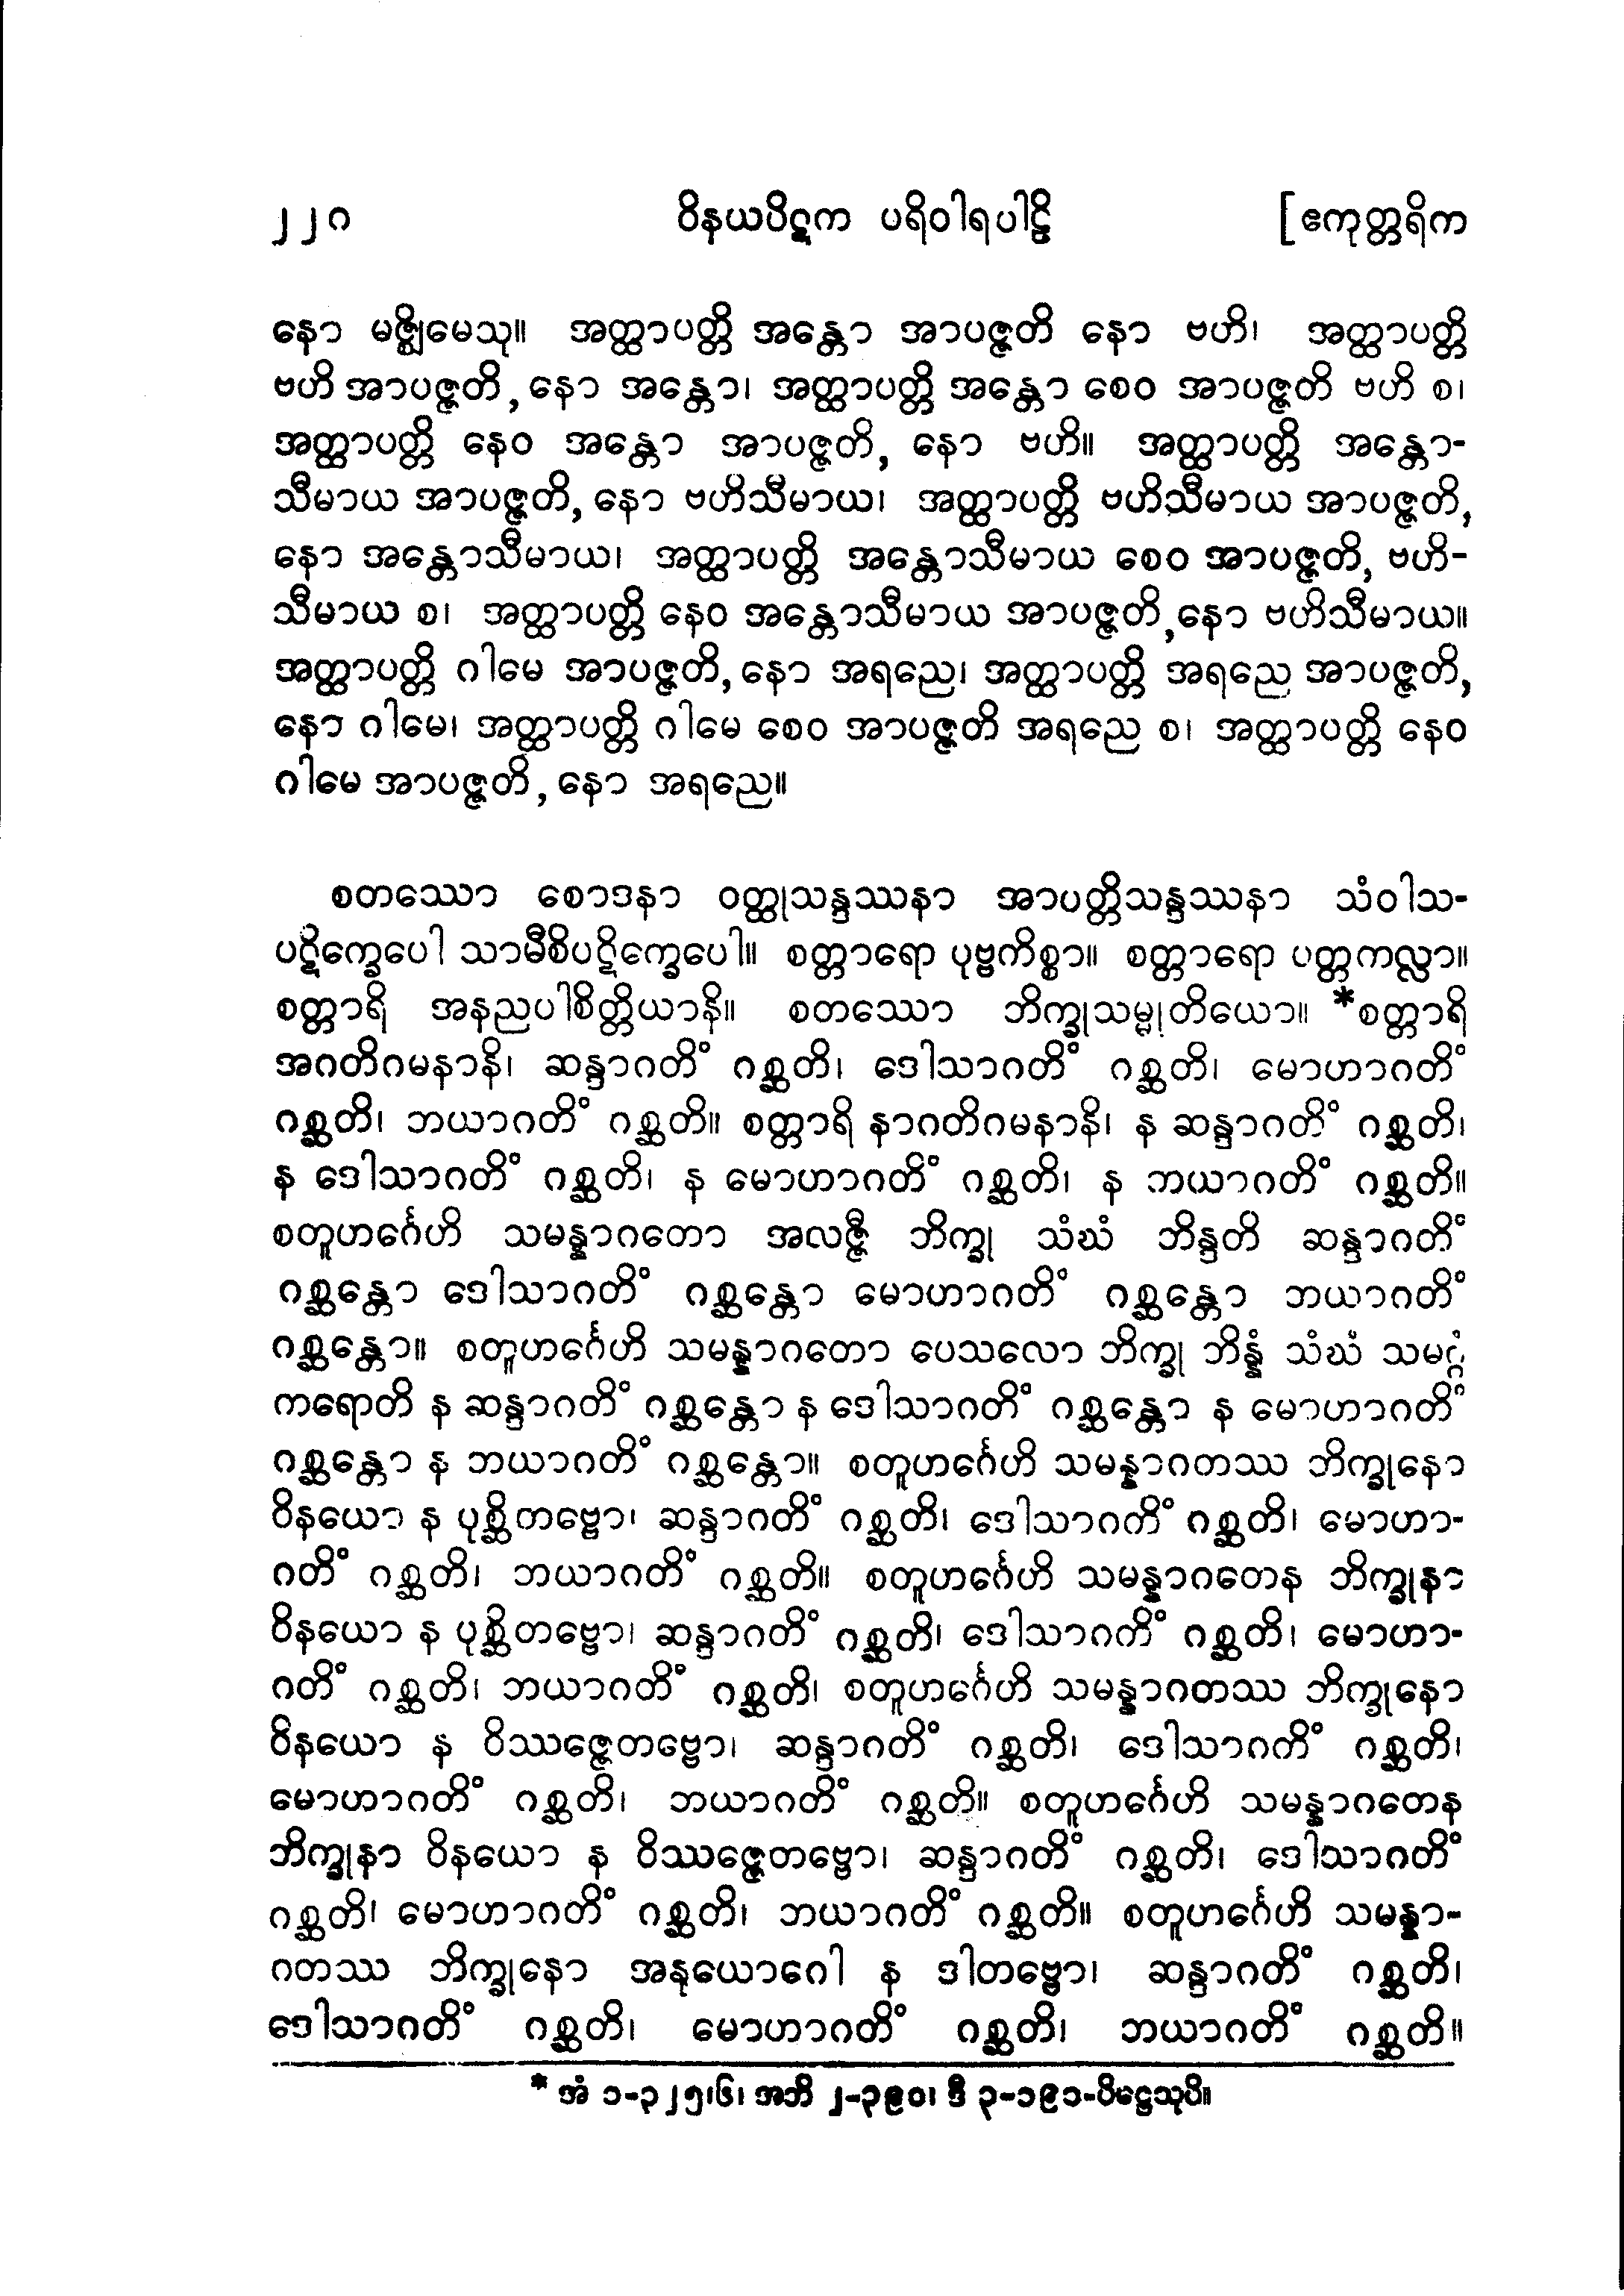 ၂၂ဂ ဝိနယပိဋက ပရိဝါရပါဠိ [ဧကုတ္တရိက
နော မဇ္ဈိမေသု။ အတ္ထာပတ္တိ အန္တော အာပဇ္ဇတိ နော ဗဟိ၊ အတ္ထာပတ္တိ
ဗဟိ အာပဇ္ဇတိ, နော အန္တော၊ အတ္ထာပတ္တိ အန္တော စေဝ အာပဇ္ဇတိ ဗဟိ စ၊
အတ္ထာပတ္တိ နေဝ အန္တော အာပဇ္ဇတိ, နော ဗဟိ။ အတ္ထာပတ္တိ အန္တော-
သီမာယ အာပဇ္ဇတိ, နော ဗဟိသီမာယ၊ အတ္ထာပတ္တိ ဗဟိသီမာယ အာပဇ္ဇတိ,
နော အန္တောသီမာယ၊ အတ္ထာပတ္တိ အန္တောသီမာယ စေဝ အာပဇ္ဇတိ, ဗဟိ-
သီမာယ စ၊ အတ္ထာပတ္တိ နေဝ အန္တောသီမာယ အာပဇ္ဇတိ, နော ဗဟိသီမာယ။
အတ္ထာပတ္တိ ဂါမေ အာပဇ္ဇတိ, နော အရညေ၊ အတ္ထာပတ္တိ အရညေ အာပဇ္ဇတိ,
နော ဂါမေ၊ အတ္ထာပတ္တိ ဂါမေ စေဝ အာပဇ္ဇတိ အရညေ စ၊ အတ္ထာပတ္တိ နေဝ
ဂါမေ အာပဇ္ဇတိ, နော အရညေ။
စတဿော စောဒနာ ဝတ္ထုသန္ဒဿနာ အာပတ္တိသန္ဒဿနာ သံဝါသ-
ပဋိက္ခေပေါ သာမီစိပဋိက္ခေပေါ။ စတ္တာရော ပုဗ္ဗကိစ္စာ။ စတ္တာရော ပတ္တကလ္လာ။
စတ္တာရိ အနညပါစိတ္တိယာနိ။ စတဿော ဘိက္ခုသမ္မုတိယော။ *စတ္တာရိ
အဂတိဂမနာနိ၊ ဆန္ဒာဂတိံ ဂစ္ဆတိ၊ ဒေါသာဂတိံ ဂစ္ဆတိ၊ မောဟာဂတိံ
ဂစ္ဆတိ၊ ဘယာဂတိံ ဂစ္ဆတိ။ စတ္တာရိ နာဂတိဂမနာနိ၊ န ဆန္ဒာဂတိံ ဂစ္ဆတိ၊
န ဒေါသာဂတိံ ဂစ္ဆတိ၊ န မောဟာဂတိံ ဂစ္ဆတိ၊ န ဘယာဂတိံ ဂစ္ဆတိ။
စတူဟင်္ဂေဟိ သမန္နာဂတော အလဇ္ဇီ ဘိက္ခု သံဃံ ဘိန္ဒတိ ဆန္ဒာဂတိံ
ဂစ္ဆန္တော ဒေါသာဂတိံ ဂစ္ဆန္တော မောဟာဂတိံ ဂစ္ဆန္တော ဘယာဂတိံ
ဂစ္ဆန္တော။ စတူဟင်္ဂေဟိ သမန္နာဂတော ပေသလော ဘိက္ခု ဘိန္နံ သံဃံ သမဂ္ဂံ
ကရောတိ န ဆန္ဒာဂတိံ ဂစ္ဆန္တော န ဒေါသာဂတိံ ဂစ္ဆန္တော န မောဟာဂတိံ
ဂစ္ဆန္တော န ဘယာဂတိံ ဂစ္ဆန္တော။ စတူဟင်္ဂေဟိ သမန္နာဂတဿ ဘိက္ခုနော
ဝိနယော န ပုစ္ဆိတဗ္ဗော၊ ဆန္ဒာဂတိံ ဂစ္ဆတိ၊ ဒေါသာဂကိံ ဂစ္ဆတိ၊ မောဟာ-
ဂတိံ ဂစ္ဆတိ၊ ဘယာဂတိံ ဂစ္ဆတိ။ စတူဟင်္ဂေဟိ သမန္နာဂတေန ဘိက္ခုနာ
ဝိနယော န ပုစ္ဆိတဗ္ဗော၊ ဆန္ဒာဂတိံ ဂစ္ဆတိ၊ ဒေါသာဂကိံ ဂစ္ဆတိ၊ မောဟာ-
ဂတိံ ဂစ္ဆတိ၊ ဘယာဂတိံ ဂစ္ဆတိ၊ စတူဟင်္ဂေဟိ သမန္နာဂတဿ ဘိက္ခုနော
ဝိနယော န ဝိဿဇ္ဇေတဗ္ဗော၊ ဆန္ဒာဂတိံ ဂစ္ဆတိ၊ ဒေါသာဂကိံ ဂစ္ဆတိ၊
မောဟာဂတိံ ဂစ္ဆတိ၊ ဘယာဂတိံ ဂစ္ဆတိ။ စတူဟင်္ဂေဟိ သမန္နာဂတေန
ဘိက္ခုနာ ဝိနယော န ဝိဿဇ္ဇေတဗ္ဗော၊ ဆန္ဒာဂတိံ ဂစ္ဆတိ၊ ဒေါသာဂတိံ
ဂစ္ဆတိ၊ မောဟာဂတိံ ဂစ္ဆတိ၊ ဘယာဂတိံ ဂစ္ဆတိ။ စတူဟင်္ဂေဟိ သမန္နာ-
ဂတဿ ဘိက္ခုနော အနုယောဂေါ န ဒါတဗ္ဗော၊ ဆန္ဒာဂတိံ ဂစ္ဆတိ၊
ဒေါသာဂတိံ ဂစ္ဆတိ၊ မောဟာဂတိံ ဂစ္ဆတိ၊ ဘယာဂတိံ ဂစ္ဆတိ။
* အံ ၁-၃၂၅၊၆၊ အဘိ ၂-၃၉၀၊ ဒီ ၃-၁၉၁-ပိဋ္ဌေသုပိ။